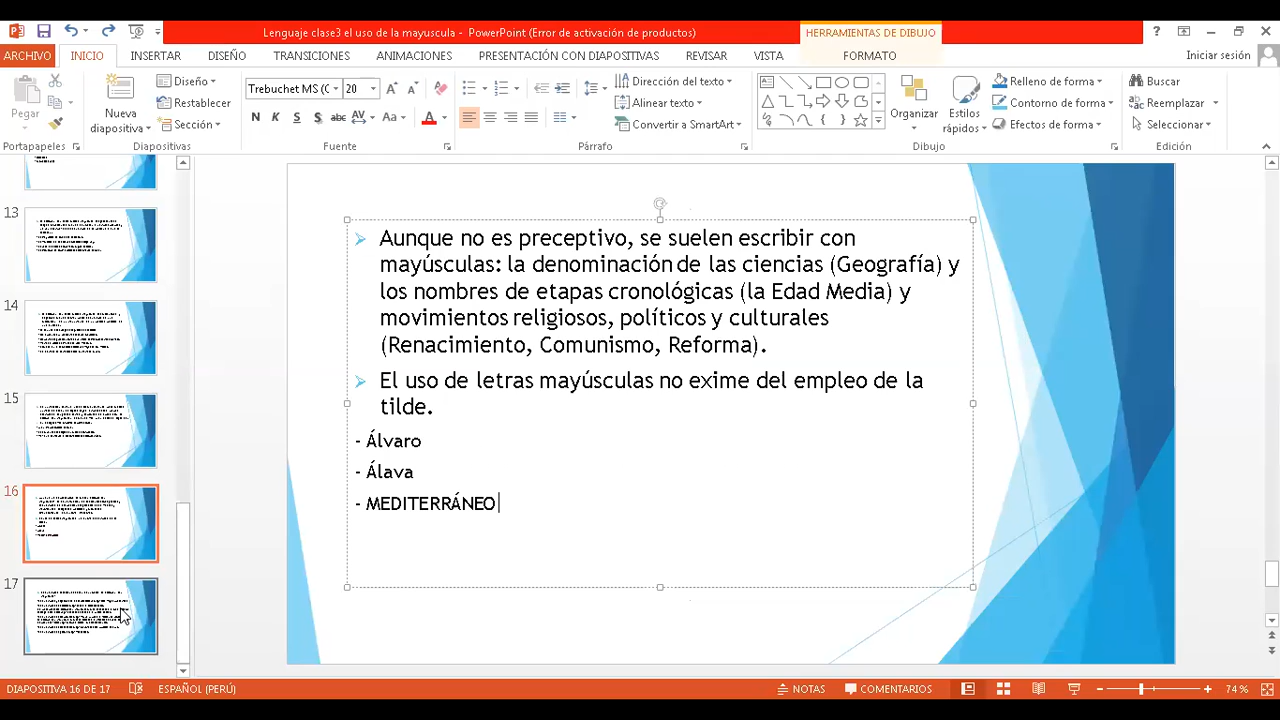 Lenguaje clase3 el uso de la mayuscula - PowerPoint (Error de activación de productos)
HERRAMIENTAS DE DIBUJO
ARCHIVO INICIO INSERTAR DISEÑO TRANSICIONES ANIMACIONES PRESENTACIÓN CON DIAPOSITIVAS REVISAR VISTA FORMATO Iniciar sesión
Pegar
Nueva diapositiva
Diseño
Restablecer
Sección
Trebuchet MS (C 20
N K S S abc AV Aa A
Dirección del texto
Alinear texto
Convertir a SmartArt
Organizar
Estilos rápidos
Relleno de forma
Contorno de forma
Efectos de forma
Buscar
Reemplazar
Seleccionar
Portapapeles Diapositivas Fuente Párrafo Dibujo Edición
13
14
15
16
17
Aunque no es preceptivo, se suelen escribir con
mayúsculas: la denominación de las ciencias (Geografía) y
los nombres de etapas cronológicas (la Edad Media) y
movimientos religiosos, políticos y culturales
(Renacimiento, Comunismo, Reforma).
El uso de letras mayúsculas no exime del empleo de la
tilde.
- Álvaro
- Álava
- MEDITERRÁNEO
DIAPOSITIVA 16 DE 17 ESPAÑOL (PERÚ) NOTAS COMENTARIOS 74 %